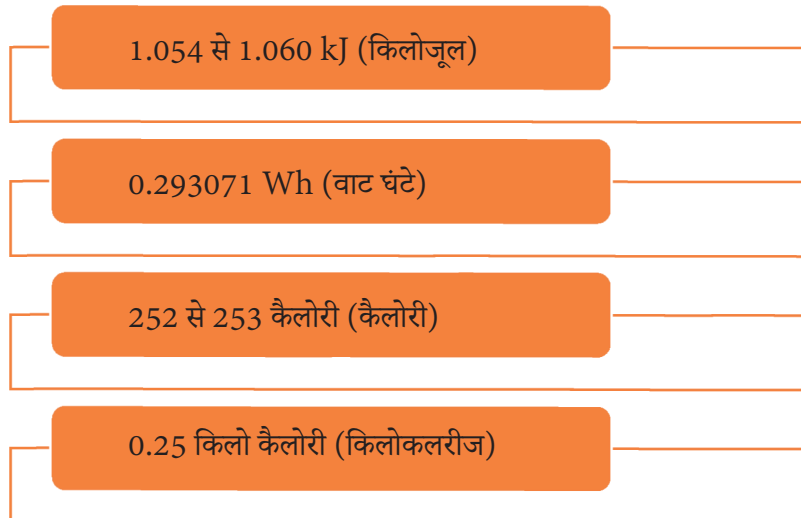 1.054 से 1.060 kJ (किलोजूल)
0.293071 Wh (वाट घंटे)
252 से 253 कैलोरी (कैलोरी)
0.25 किलो कैलोरी (किलोकलरीज)